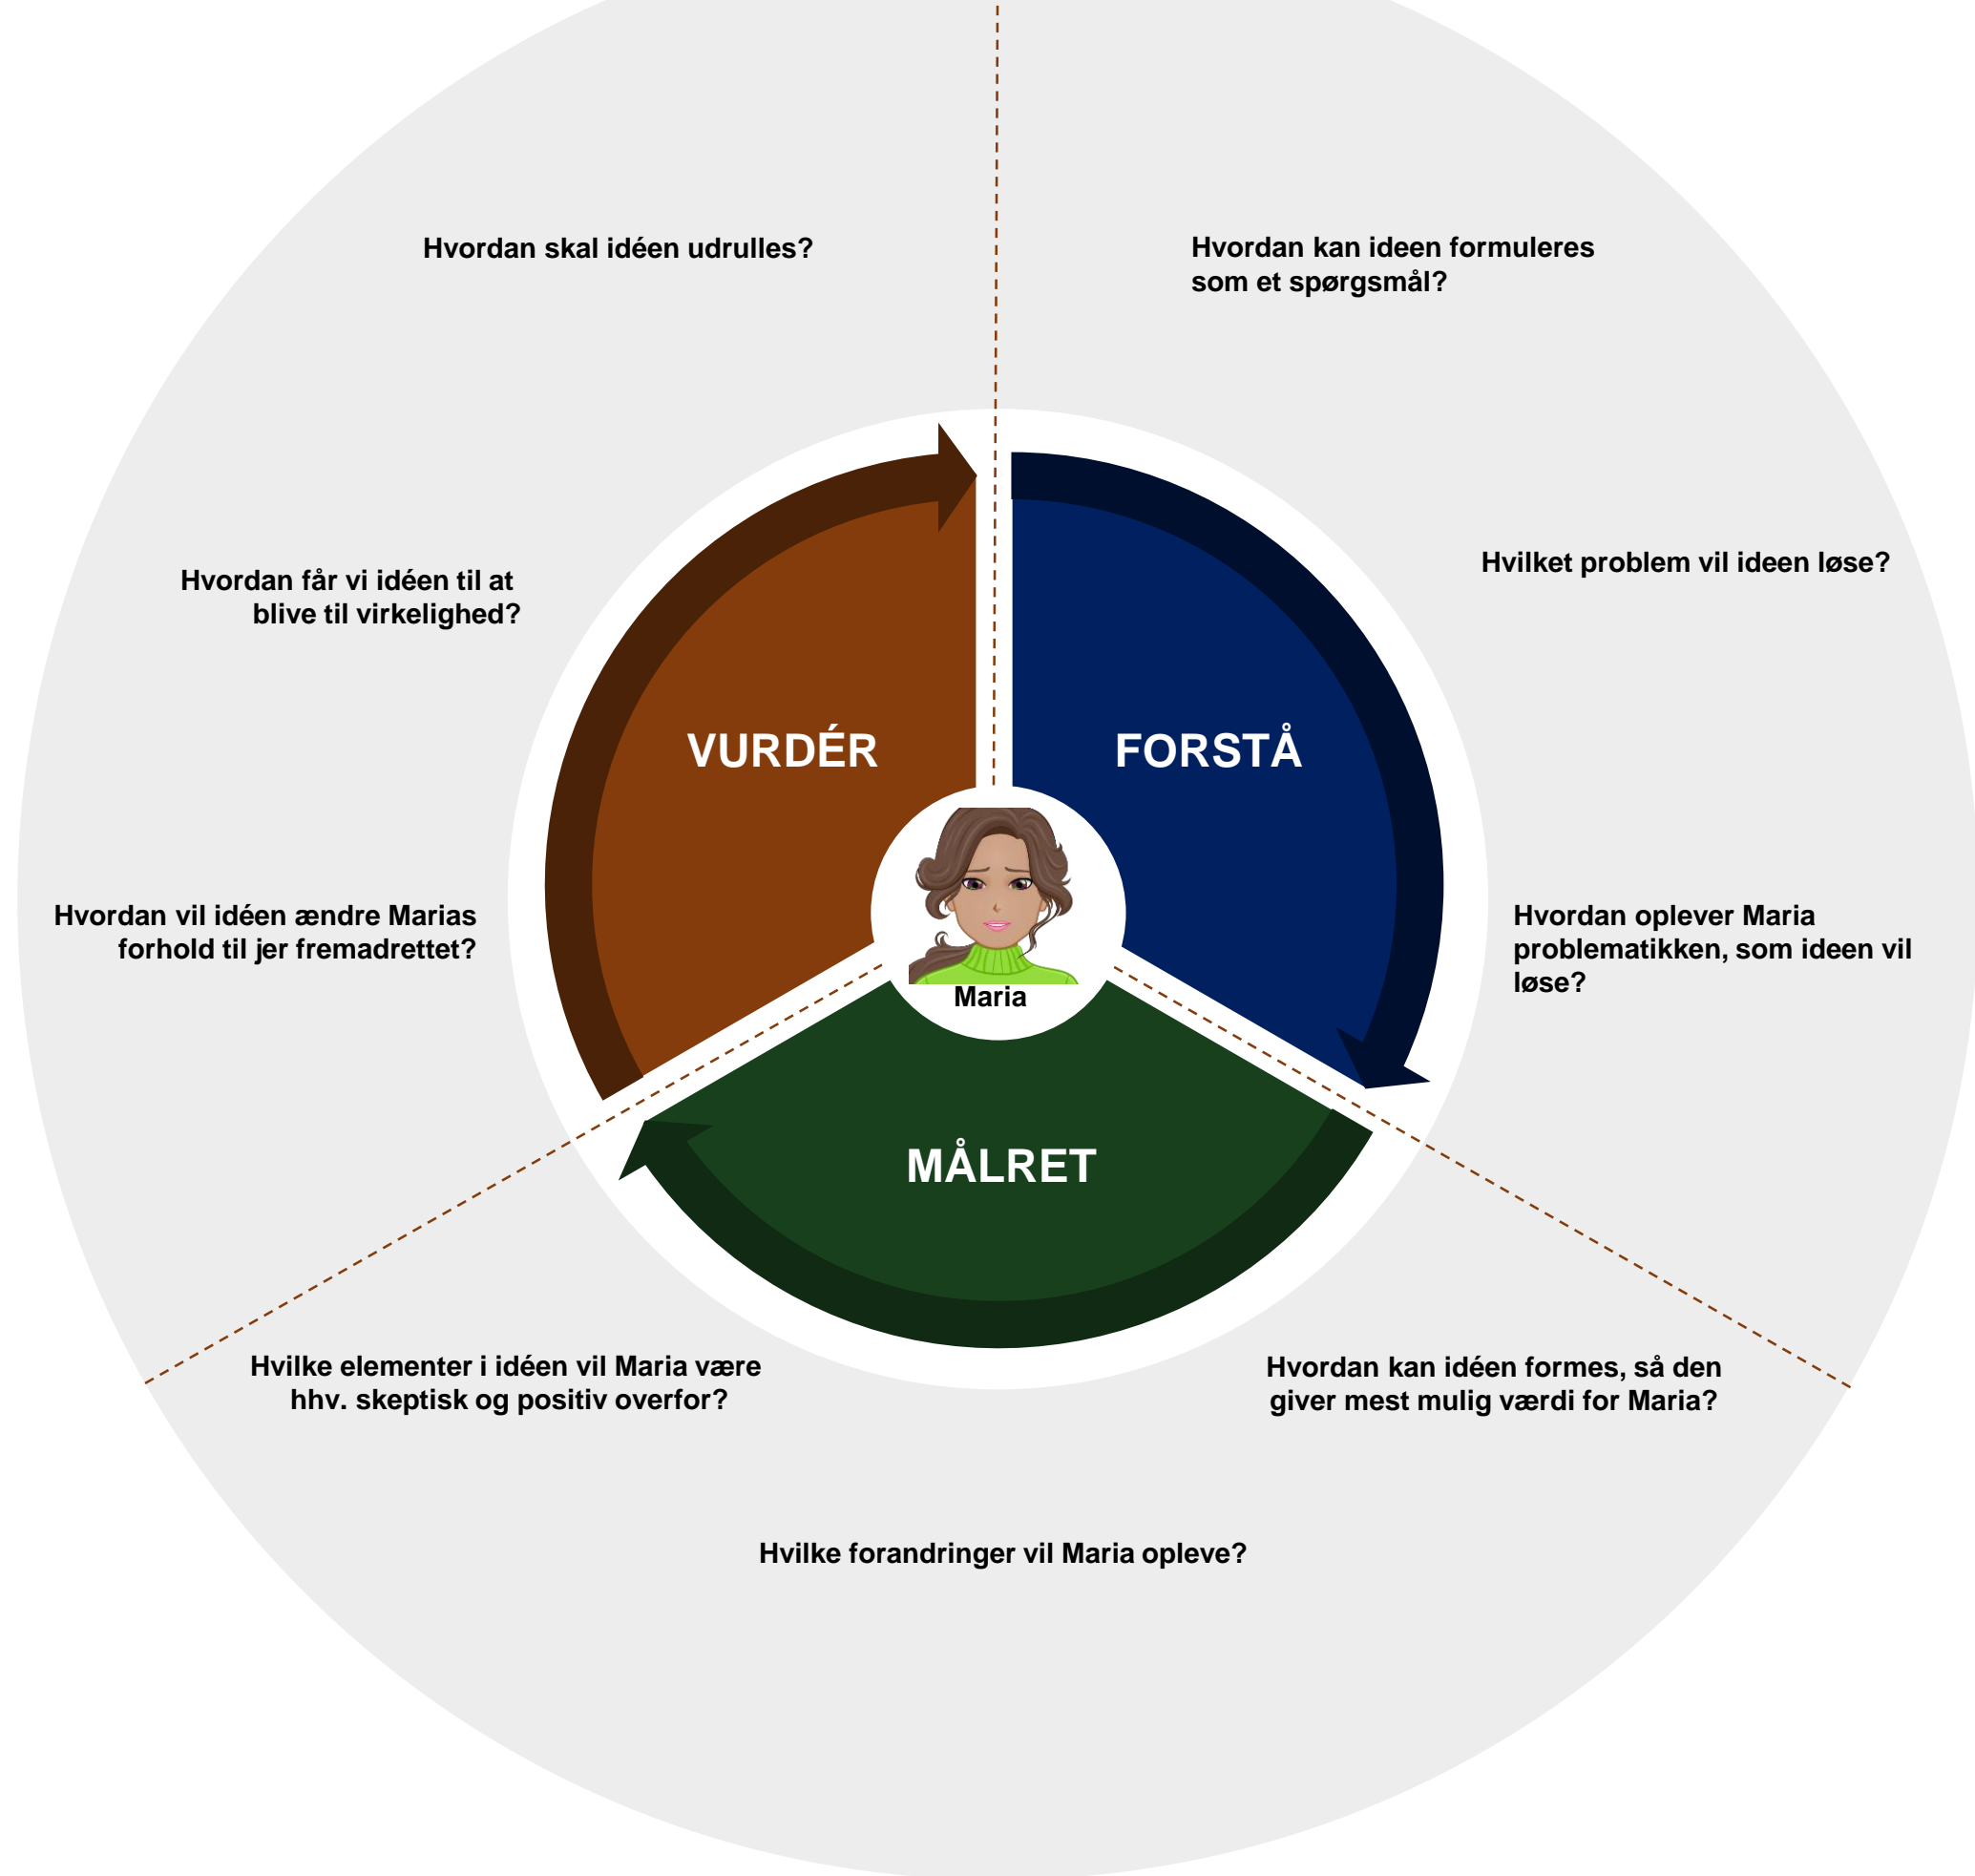 Hvordan skal idéen udrulles?
Hvordan kan ideen formuleres
som et spørgsmål?
Hvordan får vi idéen til at
blive til virkelighed?
Hvilket problem vil ideen løse?
VURDÉR
FORSTÅ
Hvordan vil idéen ændre Marias
forhold til jer fremadrettet?
Maria
Hvordan oplever Maria
problematikken, som ideen vil
løse?
MÅLRET
Hvilke elementer i idéen vil Maria være
hhv. skeptisk og positiv overfor?
Hvordan kan idéen formes, så den
giver mest mulig værdi for Maria?
Hvilke forandringer vil Maria opleve?